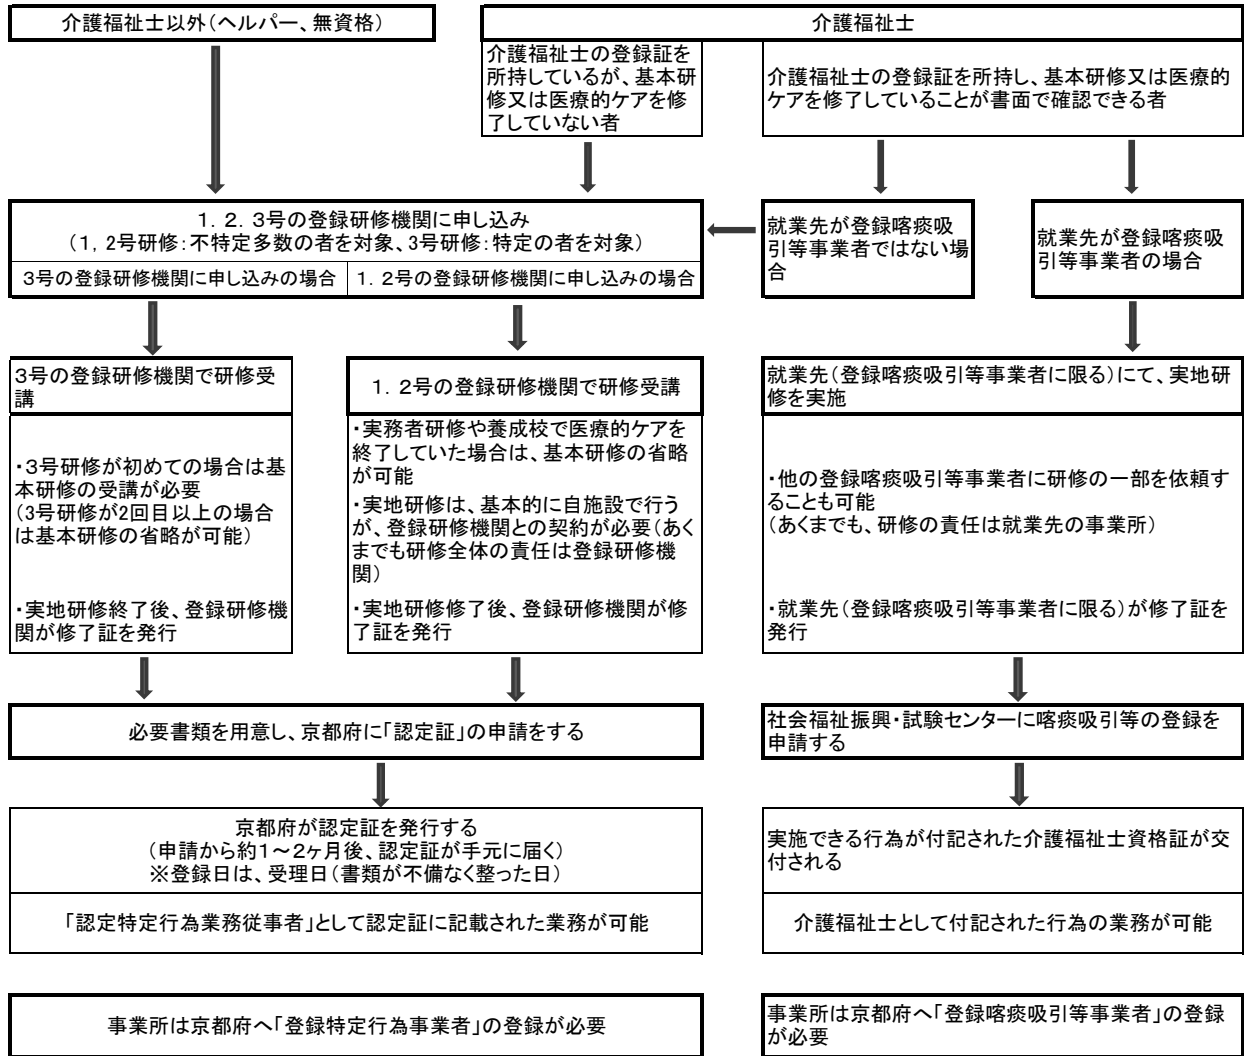 介護福祉士以外（ヘルパー、無資格）
介護福祉士
介護福祉士の登録証を
所持しているが、基本研
修又は医療的ケアを修
了していない者
介護福祉士の登録証を所持し、基本研修又は医療的
ケアを修了していることが書面で確認できる者
１．２．３号の登録研修機関に申し込み
（１，２号研修：不特定多数の者を対象、３号研修：特定の者を対象）
３号の登録研修機関に申し込みの場合
１．２号の登録研修機関に申し込みの場合
就業先が登録喀痰吸
引等事業者ではない場
合
就業先が登録喀痰吸
引等事業者の場合
３号の登録研修機関で研修受
講
・３号研修が初めての場合は基
本研修の受講が必要
（３号研修が２回目以上の場合
は基本研修の省略が可能）
・実地研修終了後、登録研修機
関が修了証を発行
１．２号の登録研修機関で研修受講
・実務者研修や養成校で医療的ケアを
終了していた場合は、基本研修の省略
が可能
・実地研修は、基本的に自施設で行う
が、登録研修機関との契約が必要（あく
までも研修全体の責任は登録研修機
関）
・実地研修修了後、登録研修機関が修
了証を発行
就業先（登録喀痰吸引等事業者に限る）にて、実地研
修を実施
・他の登録喀痰吸引等事業者に研修の一部を依頼す
ることも可能
（あくまでも、研修の責任は就業先の事業所）
・就業先（登録喀痰吸引等事業者に限る）が修了証を
発行
必要書類を用意し、京都府に「認定証」の申請をする
社会福祉振興・試験センターに喀痰吸引等の登録を
申請する
京都府が認定証を発行する
（申請から約１～２ヶ月後、認定証が手元に届く）
※登録日は、受理日（書類が不備なく整った日）
「認定特定行為業務従事者」として認定証に記載された業務が可能
実施できる行為が付記された介護福祉士資格証が交
付される
介護福祉士として付記された行為の業務が可能
事業所は京都府へ「登録特定行為事業者」の登録が必要
事業所は京都府へ「登録喀痰吸引等事業者」の登録
が必要